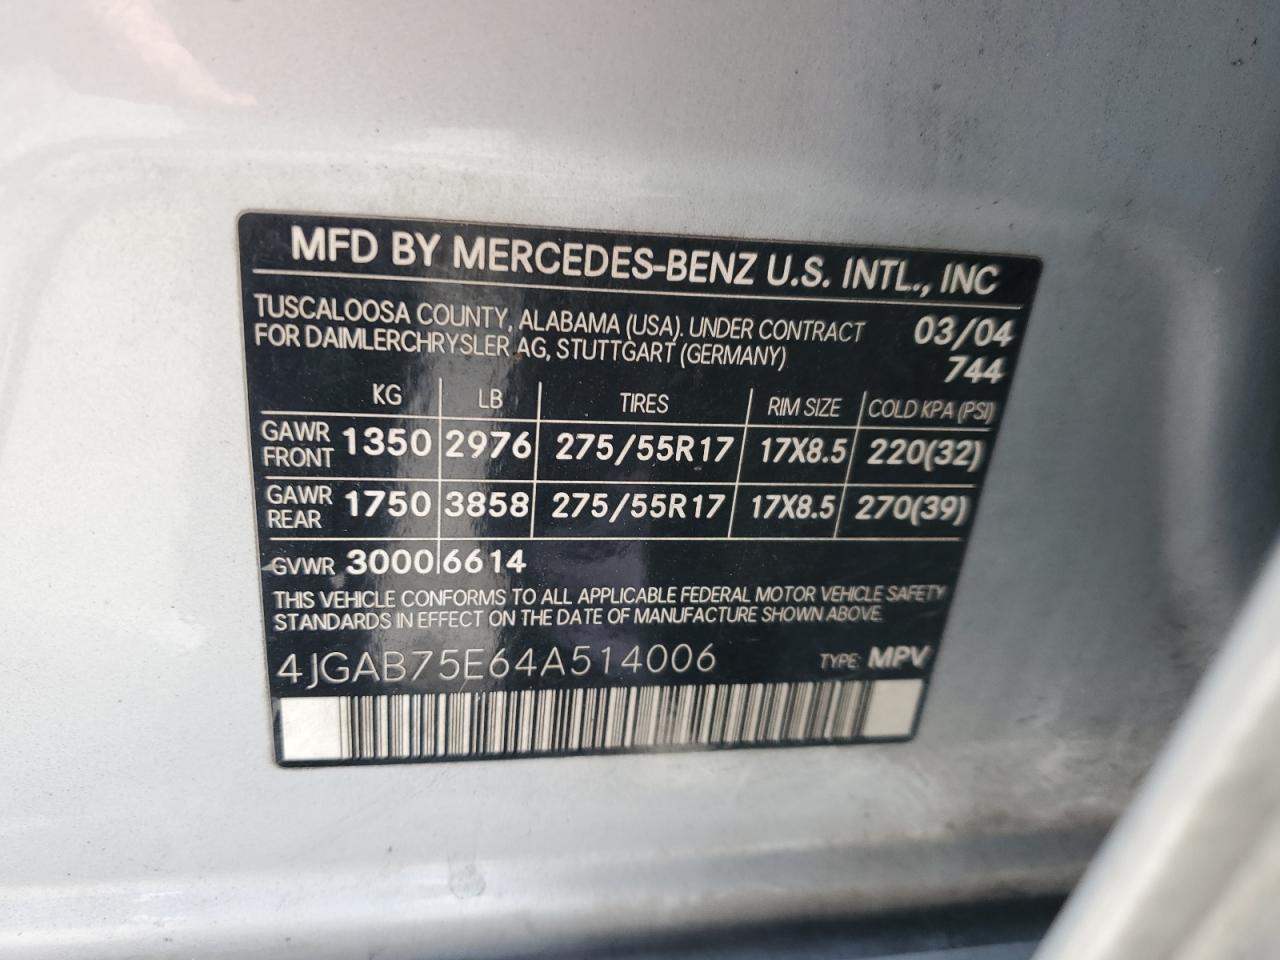 MFD BY MERCEDES-BENZ U.S. INTL., INC
TUSCALOOSA COUNTY, ALABAMA (USA). UNDER CONTRACT 03/04
FOR DAIMLERCHRYSLER AG, STUTTGART (GERMANY) 744
KG LB TIRES RIM SIZE COLD KPA (PSI)
GAWR FRONT 1350 2976 275/55R17 17X8.5 220(32)
GAWR REAR 1750 3858 275/55R17 17X8.5 270(39)
GVWR 3000 6614
THIS VEHICLE CONFORMS TO ALL APPLICABLE FEDERAL MOTOR VEHICLE SAFETY
STANDARDS IN EFFECT ON THE DATE OF MANUFACTURE SHOWN ABOVE.
4JGAB75E64A514006 TYPE: MPV